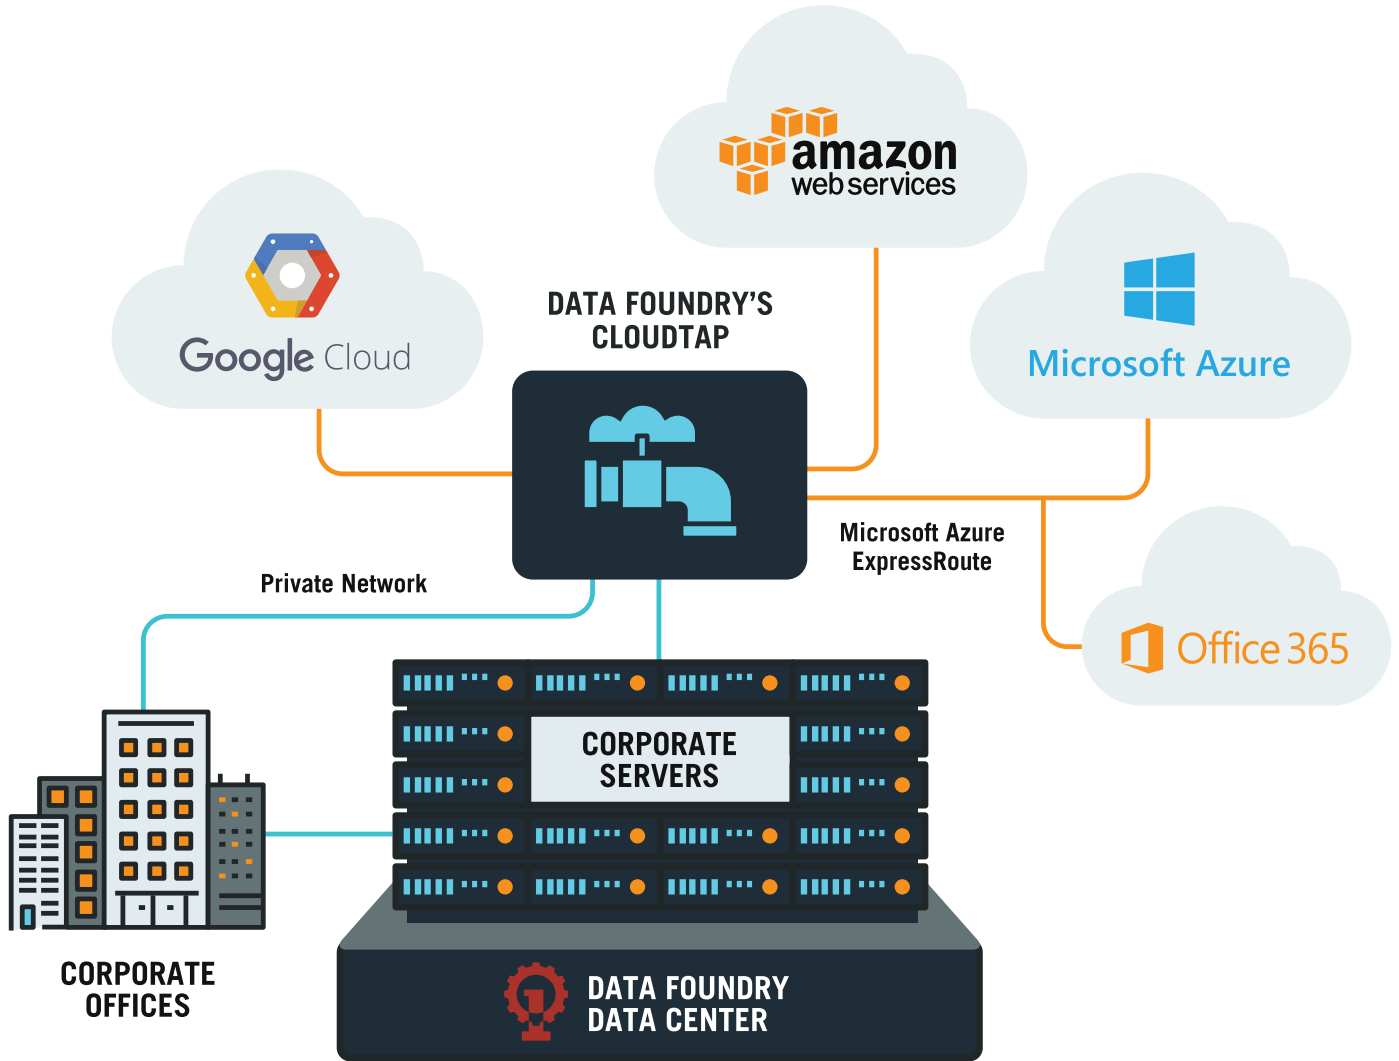 amazon
web services
Google Cloud
DATA FOUNDRY'S
CLOUDTAP
Microsoft Azure
Microsoft Azure
ExpressRoute
Private Network
Office 365
CORPORATE
SERVERS
CORPORATE
OFFICES
DATA FOUNDRY
DATA CENTER